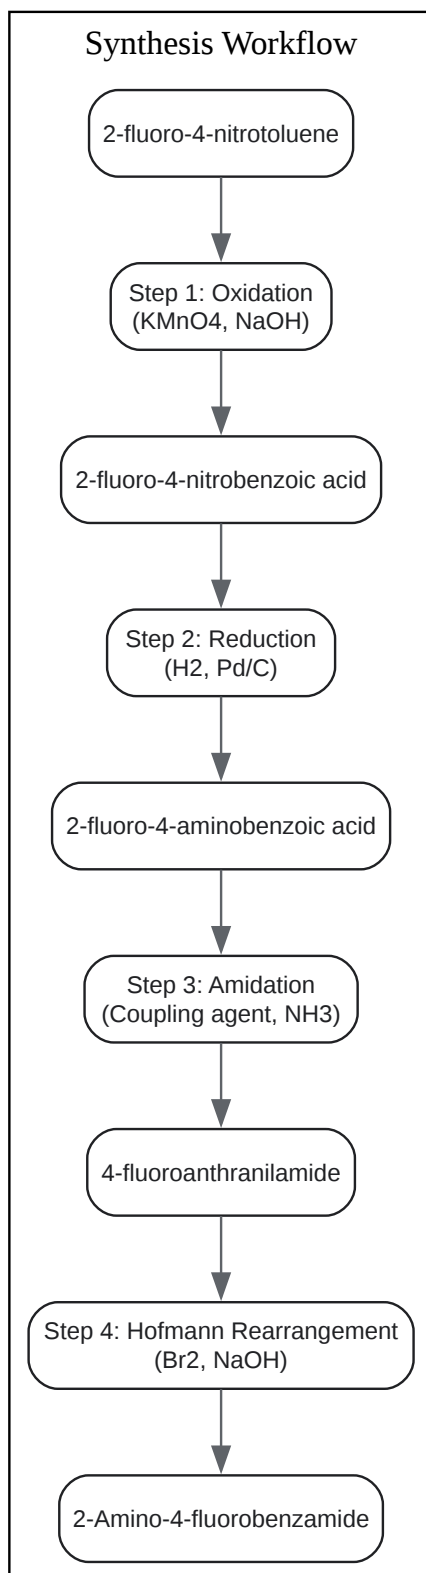 Synthesis Workflow
2-fluoro-4-nitrotoluene
Step 1: Oxidation
(KMnO4, NaOH)
2-fluoro-4-nitrobenzoic acid
Step 2: Reduction
(H2, Pd/C)
2-fluoro-4-aminobenzoic acid
Step 3: Amidation
(Coupling agent, NH3)
4-fluoroanthranilamide
Step 4: Hofmann Rearrangement
(Br2, NaOH)
2-Amino-4-fluorobenzamide